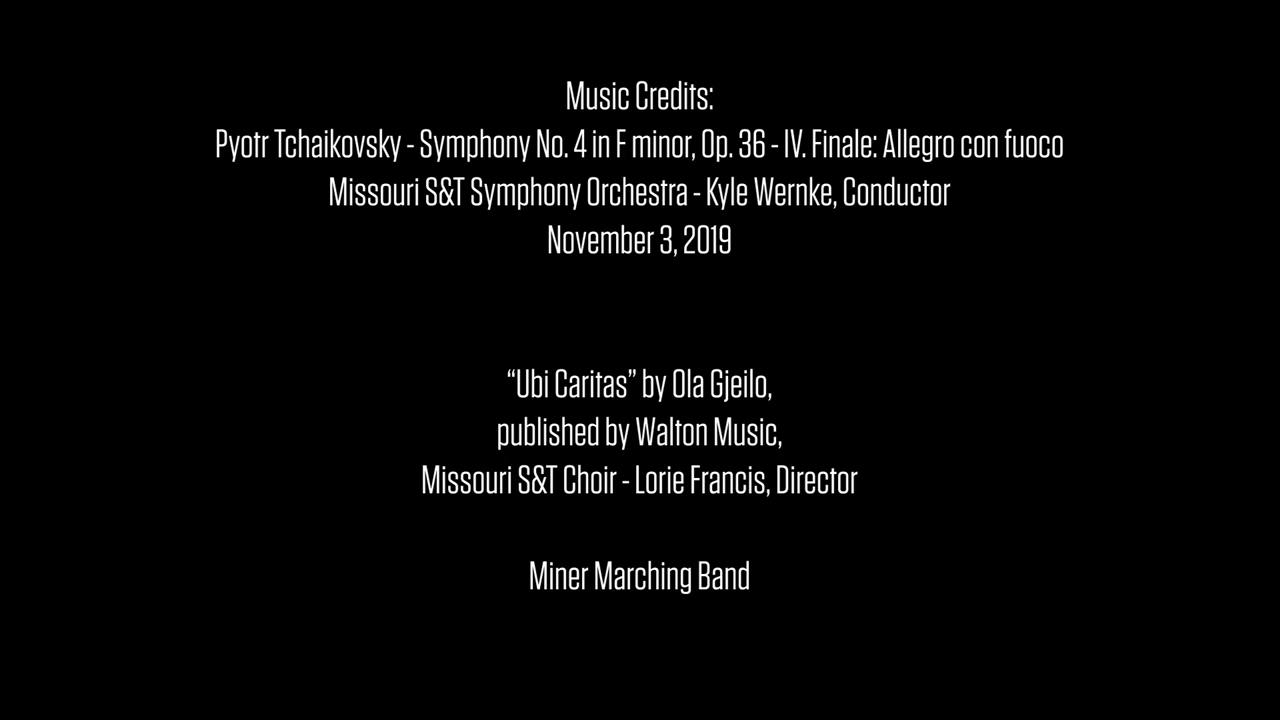 Music Credits:
Pyotr Tchaikovsky - Symphony No. 4 in F minor, Op. 36 - IV. Finale: Allegro con fuoco
Missouri S&T Symphony Orchestra - Kyle Wernke, Conductor
November 3, 2019
“Ubi Caritas” by Ola Gjeilo,
published by Walton Music,
Missouri S&T Choir - Lorie Francis, Director
Miner Marching Band